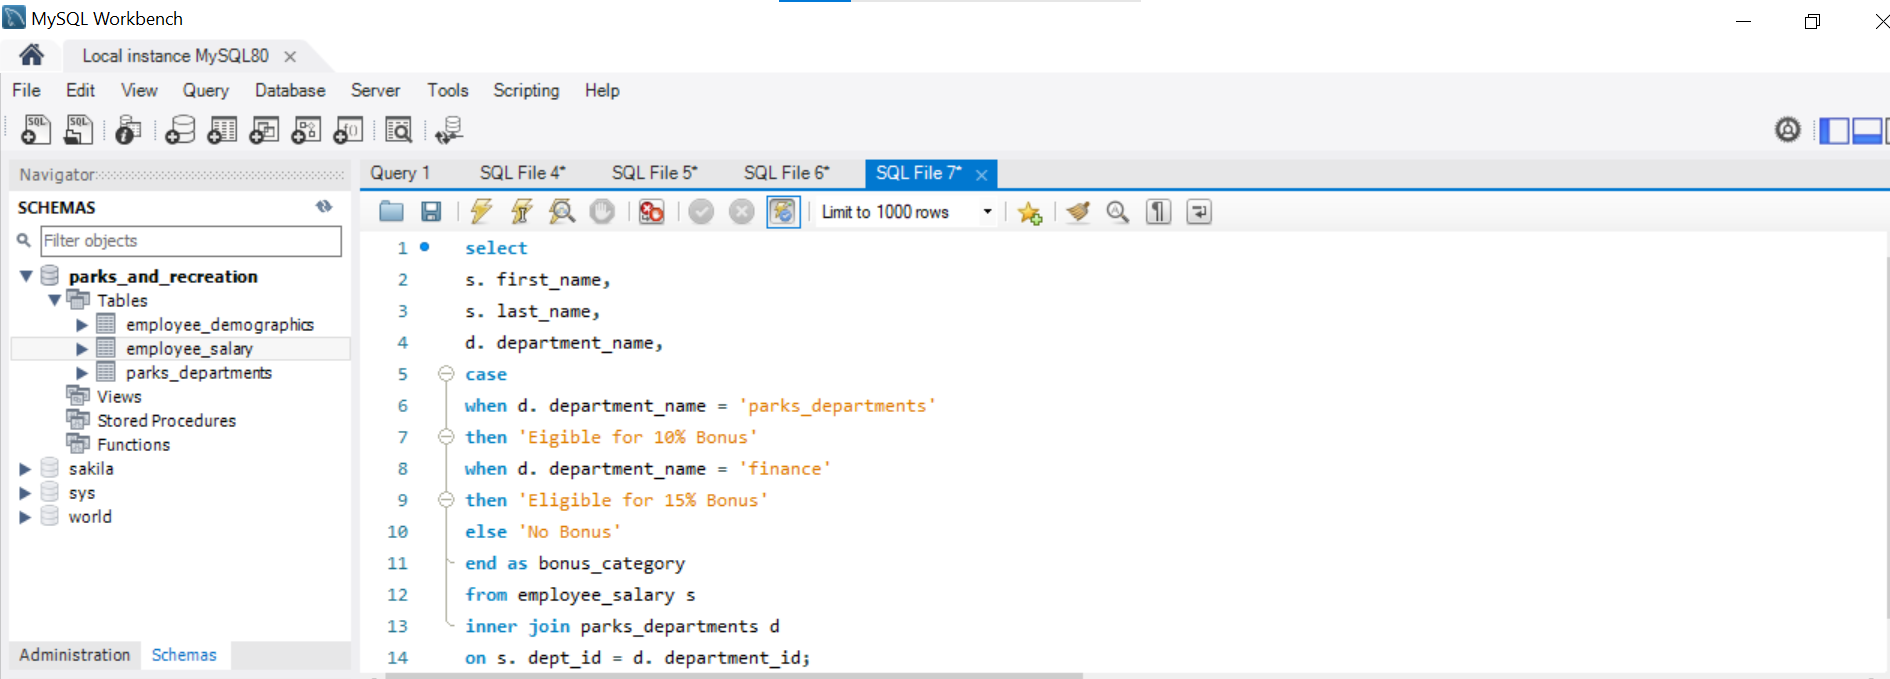 MySQL Workbench
Local instance MySQL80
File Edit View Query Database Server Tools Scripting Help
Navigator
SCHEMAS
Filter objects
parks_and_recreation
Tables
employee_demographics
employee_salary
parks_departments
Views
Stored Procedures
Functions
sakila
sys
world
Administration Schemas
Query 1 SQL File 4* SQL File 5* SQL File 6* SQL File 7*
Limit to 1000 rows
1 select
2 s. first_name,
3 s. last_name,
4 d. department_name,
5 case
6 when d. department_name = 'parks_departments'
7 then 'Eigible for 10% Bonus'
8 when d. department_name = 'finance'
9 then 'Eligible for 15% Bonus'
10 else 'No Bonus'
11 end as bonus_category
12 from employee_salary s
13 inner join parks_departments d
14 on s. dept_id = d. department_id;